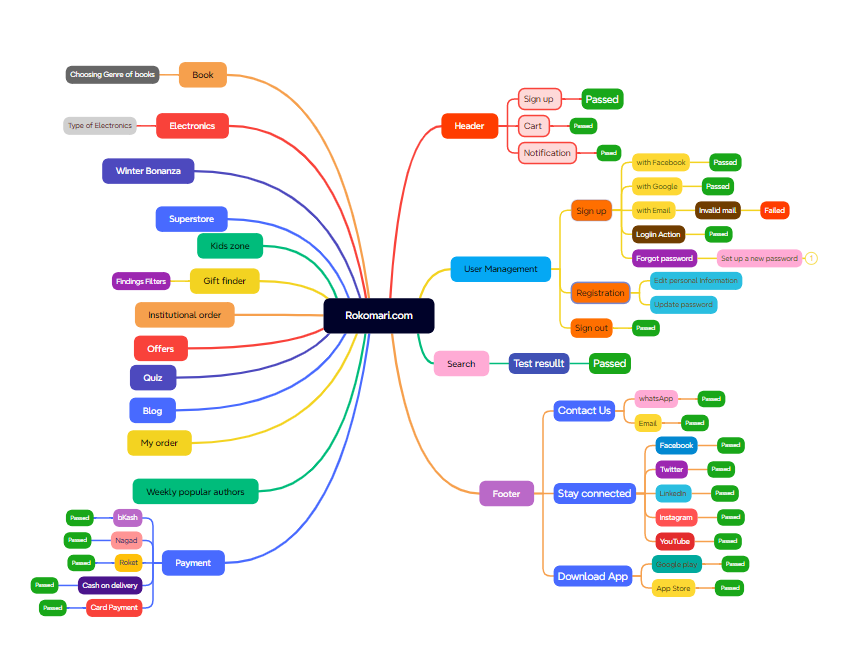 Rokomari.com
Book
Choosing Genre of books
Electronics
Type of Electronics
Winter Bonanza
Superstore
Kids zone
Gift finder
Findings Filters
Institutional order
Offers
Quiz
Blog
My order
Weekly popular authors
Payment
bKash
Passed
Nagad
Passed
Roket
Passed
Cash on delivery
Passed
Card Payment
Passed
Header
Sign up
Passed
Cart
Passed
Notification
Pased
User Management
Sign up
with Facebook
Passed
with Google
Passed
with Email
Invalid mail
Failed
Login Action
Passed
Forgot password
Set up a new password
1
Registration
Edit personal Information
Update password
Sign out
Passed
Search
Test resullt
Passed
Footer
Contact Us
whatsApp
Passed
Email
Passed
Stay connected
Facebook
Passed
Twitter
Passed
LinkedIn
Passed
Instagram
Passed
YouTube
Passed
Download App
Google play
Passed
App Store
Passed